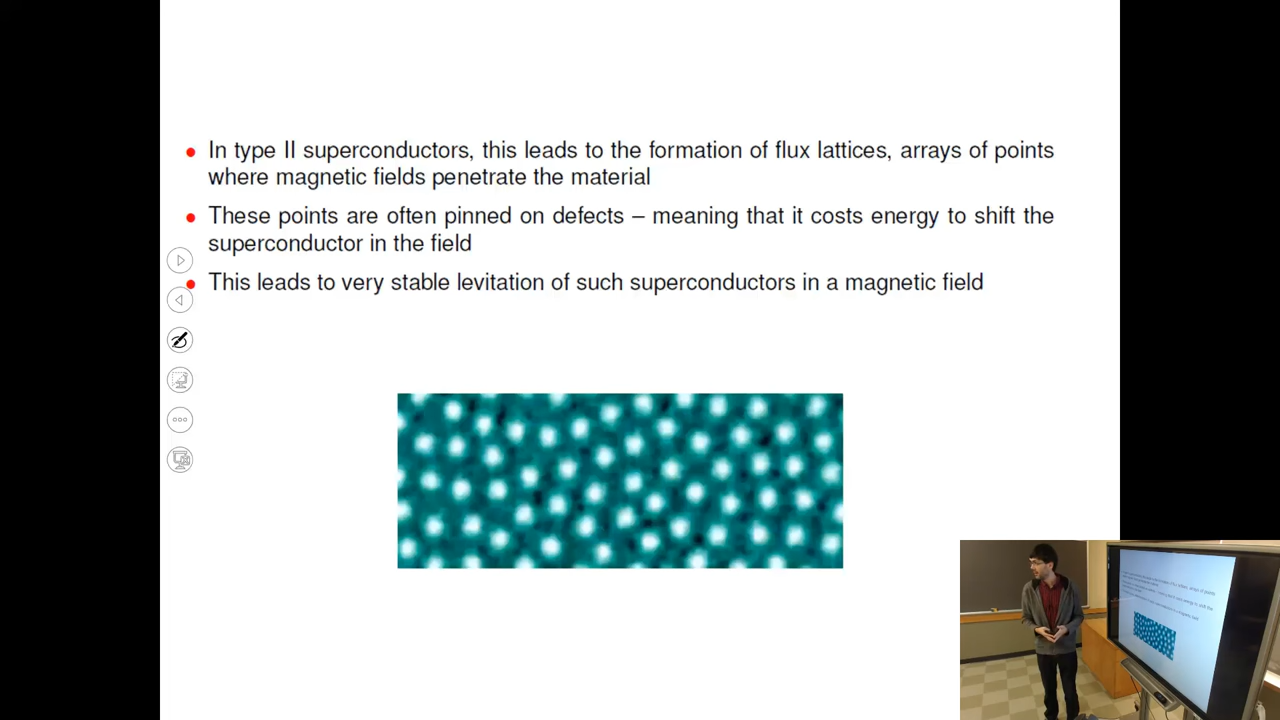 In type II superconductors, this leads to the formation of flux lattices, arrays of points
where magnetic fields penetrate the material
These points are often pinned on defects – meaning that it costs energy to shift the
superconductor in the field
This leads to very stable levitation of such superconductors in a magnetic field